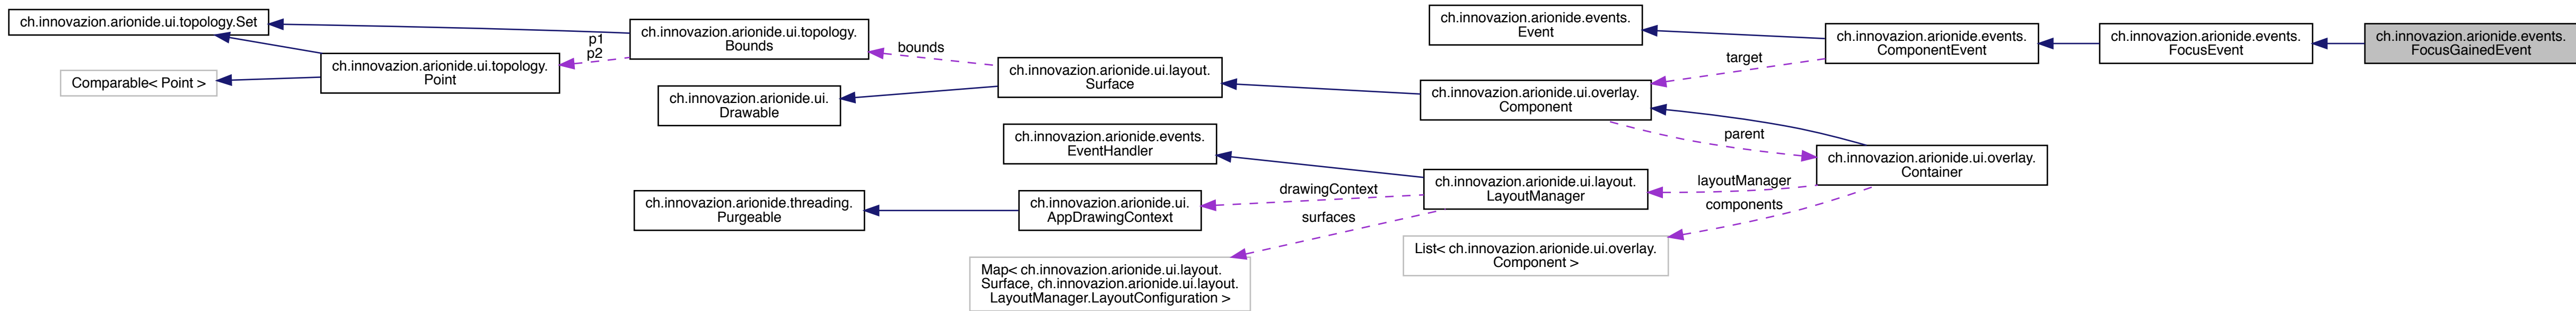 ch.innovazion.arionide.ui.topology.Set
Comparable< Point >
ch.innovazion.arionide.ui.topology.
Point
p1
p2
ch.innovazion.arionide.ui.topology.
Bounds
ch.innovazion.arionide.ui.
Drawable
ch.innovazion.arionide.threading.
Purgeable
bounds
ch.innovazion.arionide.ui.layout.
Surface
ch.innovazion.arionide.events.
EventHandler
ch.innovazion.arionide.ui.
AppDrawingContext
Map< ch.innovazion.arionide.ui.layout.
Surface, ch.innovazion.arionide.ui.layout.
LayoutManager.LayoutConfiguration >
drawingContext
surfaces
ch.innovazion.arionide.events.
Event
ch.innovazion.arionide.ui.overlay.
Component
ch.innovazion.arionide.ui.layout.
LayoutManager
List< ch.innovazion.arionide.ui.overlay.
Component >
target
parent
layoutManager
components
ch.innovazion.arionide.events.
ComponentEvent
ch.innovazion.arionide.ui.overlay.
Container
ch.innovazion.arionide.events.
FocusEvent
ch.innovazion.arionide.events.
FocusGainedEvent